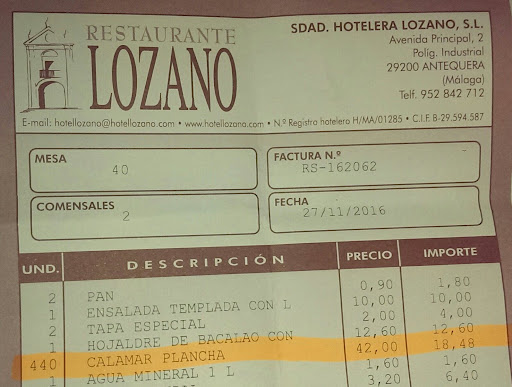 RESTAURANTE
LOZANO
SDAD. HOTELERA LOZANO, S.L.
Avenida Principal, 2
Polig. Industrial
29200 ANTEQUERA
(Málaga)
Telf. 952 842 712
E-mail: hotellozano@hotellozano.com • www.hotellozano.com • N.º Registro hotelero H/MA/01285 • C.I.F. B-29.594.587
MESA 40
FACTURA N.º RS-162062
COMENSALES 2
FECHA 27/11/2016
UND. DESCRIPCIÓN PRECIO IMPORTE
2 PAN 0,90 1,80
1 ENSALADA TEMPLADA CON L 10,00 10,00
2 TAPA ESPECIAL 2,00 4,00
1 HOJALDRE DE BACALAO CON 12,60 12,60
440 CALAMAR PLANCHA 42,00 18,48
1 AGUA MINERAL 1 L 1,60 1,60
3,20 6,40